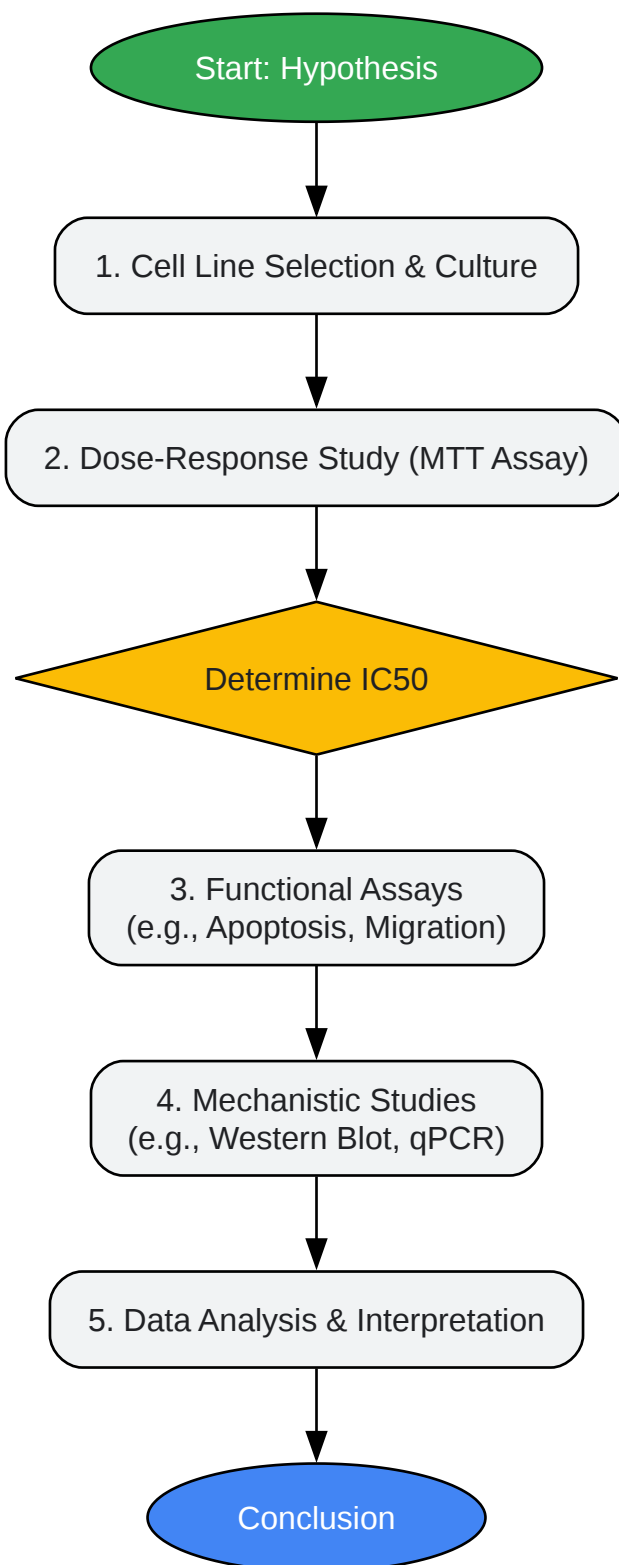 Start: Hypothesis
1. Cell Line Selection & Culture
2. Dose-Response Study (MTT Assay)
Determine IC50
3. Functional Assays
(e.g., Apoptosis, Migration)
4. Mechanistic Studies
(e.g., Western Blot, qPCR)
5. Data Analysis & Interpretation
Conclusion